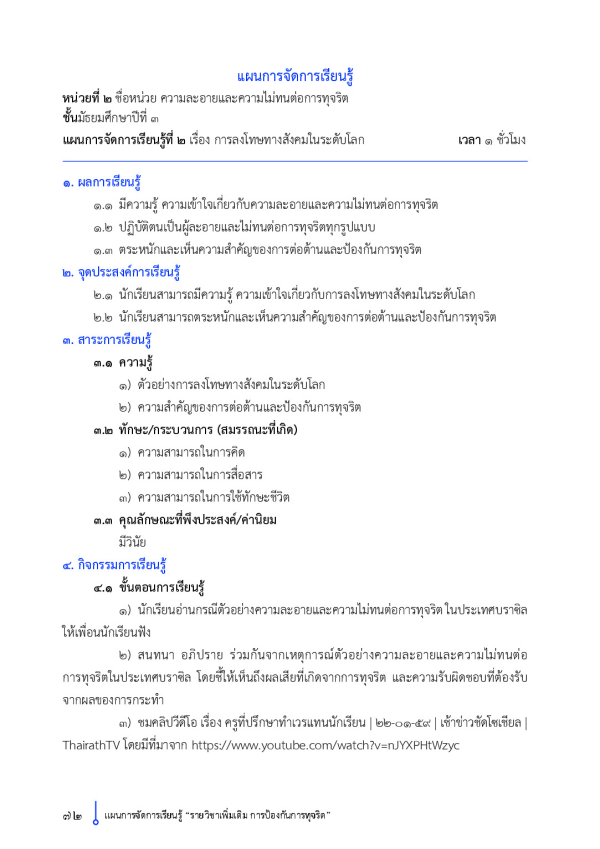 แผนการจัดการเรียนรู้
หน่วยที่ ๒ ชื่อหน่วย ความละอายและความไม่ทนต่อการทุจริต
ชั้นมัธยมศึกษาปีที่ ๓
แผนการจัดการเรียนรู้ที่ ๒ เรื่อง การลงโทษทางสังคมในระดับโลก เวลา ๑ ชั่วโมง
๑. ผลการเรียนรู้
๑.๑ มีความรู้ ความเข้าใจเกี่ยวกับความละอายและความไม่ทนต่อการทุจริต
๑.๒ ปฏิบัติตนเป็นผู้ละอายและไม่ทนต่อการทุจริตทุกรูปแบบ
๑.๓ ตระหนักและเห็นความสำคัญของการต่อต้านและป้องกันการทุจริต
๒. จุดประสงค์การเรียนรู้
๒.๑ นักเรียนสามารถมีความรู้ ความเข้าใจเกี่ยวกับการลงโทษทางสังคมในระดับโลก
๒.๒ นักเรียนสามารถตระหนักและเห็นความสำคัญของการต่อต้านและป้องกันการทุจริต
๓. สาระการเรียนรู้
๓.๑ ความรู้
๑) ตัวอย่างการลงโทษทางสังคมในระดับโลก
๒) ความสำคัญของการต่อต้านและป้องกันการทุจริต
๓.๒ ทักษะ/กระบวนการ (สมรรถนะที่เกิด)
๑) ความสามารถในการคิด
๒) ความสามารถในการสื่อสาร
๓) ความสามารถในการใช้ทักษะชีวิต
๓.๓ คุณลักษณะที่พึงประสงค์/ค่านิยม
มีวินัย
๔. กิจกรรมการเรียนรู้
๔.๑ ขั้นตอนการเรียนรู้
๑) นักเรียนอ่านกรณีตัวอย่างความละอายและความไม่ทนต่อการทุจริต ในประเทศบราซิล
ให้เพื่อนนักเรียนฟัง
๒) สนทนา อภิปราย ร่วมกันจากเหตุการณ์ตัวอย่างความละอายและความไม่ทนต่อ
การทุจริตในประเทศบราซิล โดยชี้ให้เห็นถึงผลเสียที่เกิดจากการทุจริต และความรับผิดชอบที่ต้องรับ
จากผลของการกระทำ
๓) ชมคลิปวีดีโอ เรื่อง ครูที่ปรึกษาทำเวรแทนนักเรียน | ๒๒-๐๑-๕๙ | เช้าข่าวชัดโซเชียล |
ThairathTV โดยมีที่มาจาก https://www.youtube.com/watch?v=nJYXPHtWzyc
๗๒ แผนการจัดการเรียนรู้ “รายวิชาเพิ่มเติม การป้องกันการทุจริต”